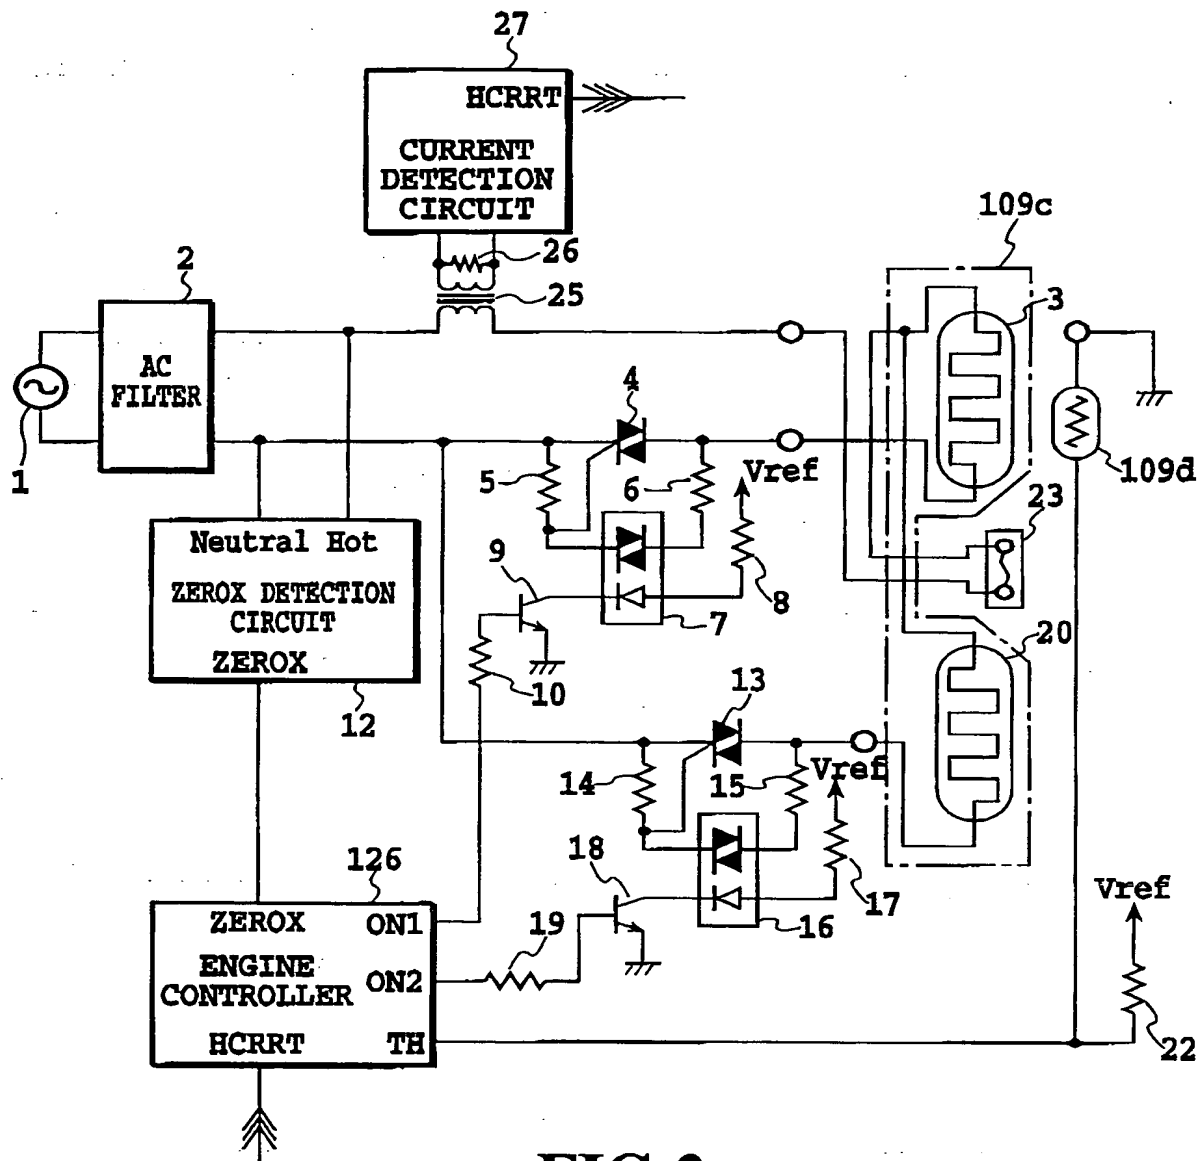 27
HCRRT
CURRENT
DETECTION
CIRCUIT
26
25
109c
2
AC
FILTER
1
3
4
5
6
Vref
109d
23
Neutral Hot
ZEROX DETECTION
CIRCUIT
ZEROX
12
9
7
8
10
20
13
14
15
Vref
126
18
16
17
19
Vref
ZEROX
ON1
ENGINE
CONTROLLER
ON2
HCRRT
TH
22